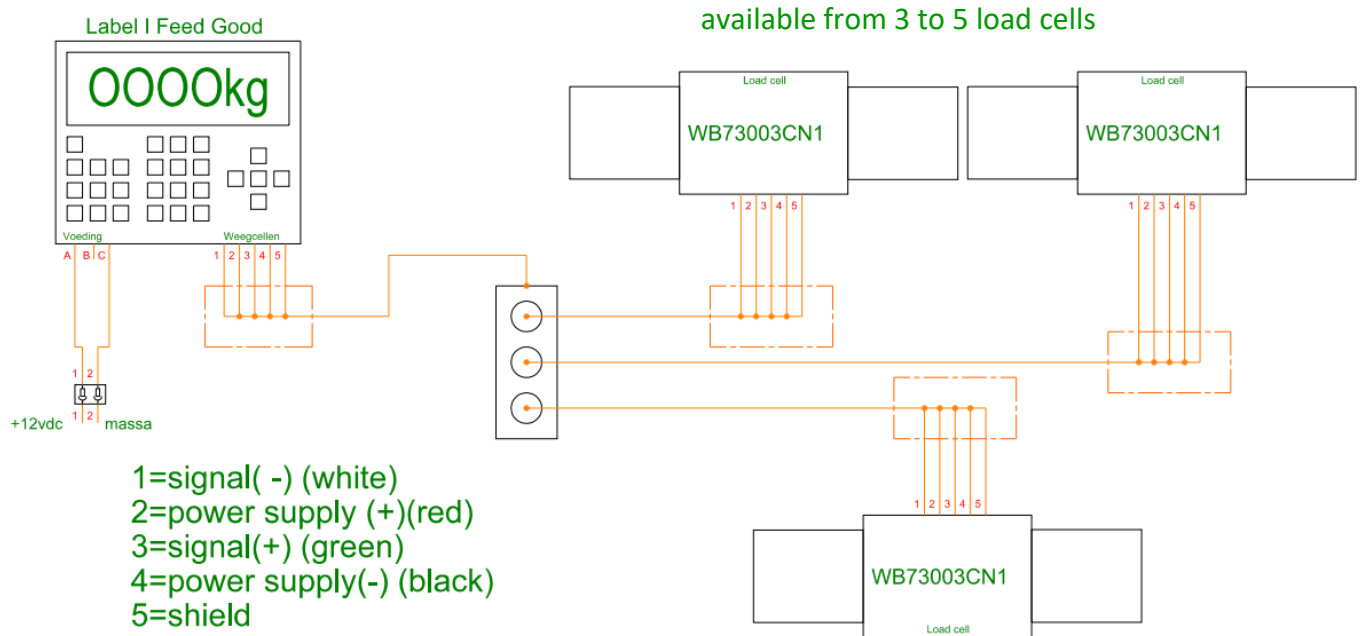 available from 3 to 5 load cells
Label I Feed Good
OOOOkg
Voeding
Weegcellen
A B C
1 2 3 4 5
1 2
1 2
+12vdc
massa
Load cell
WB73003CN1
1 2 3 4 5
Load cell
WB73003CN1
1 2 3 4 5
1 2 3 4 5
WB73003CN1
Load cell
1=signal( -) (white)
2=power supply (+)(red)
3=signal(+) (green)
4=power supply(-) (black)
5=shield